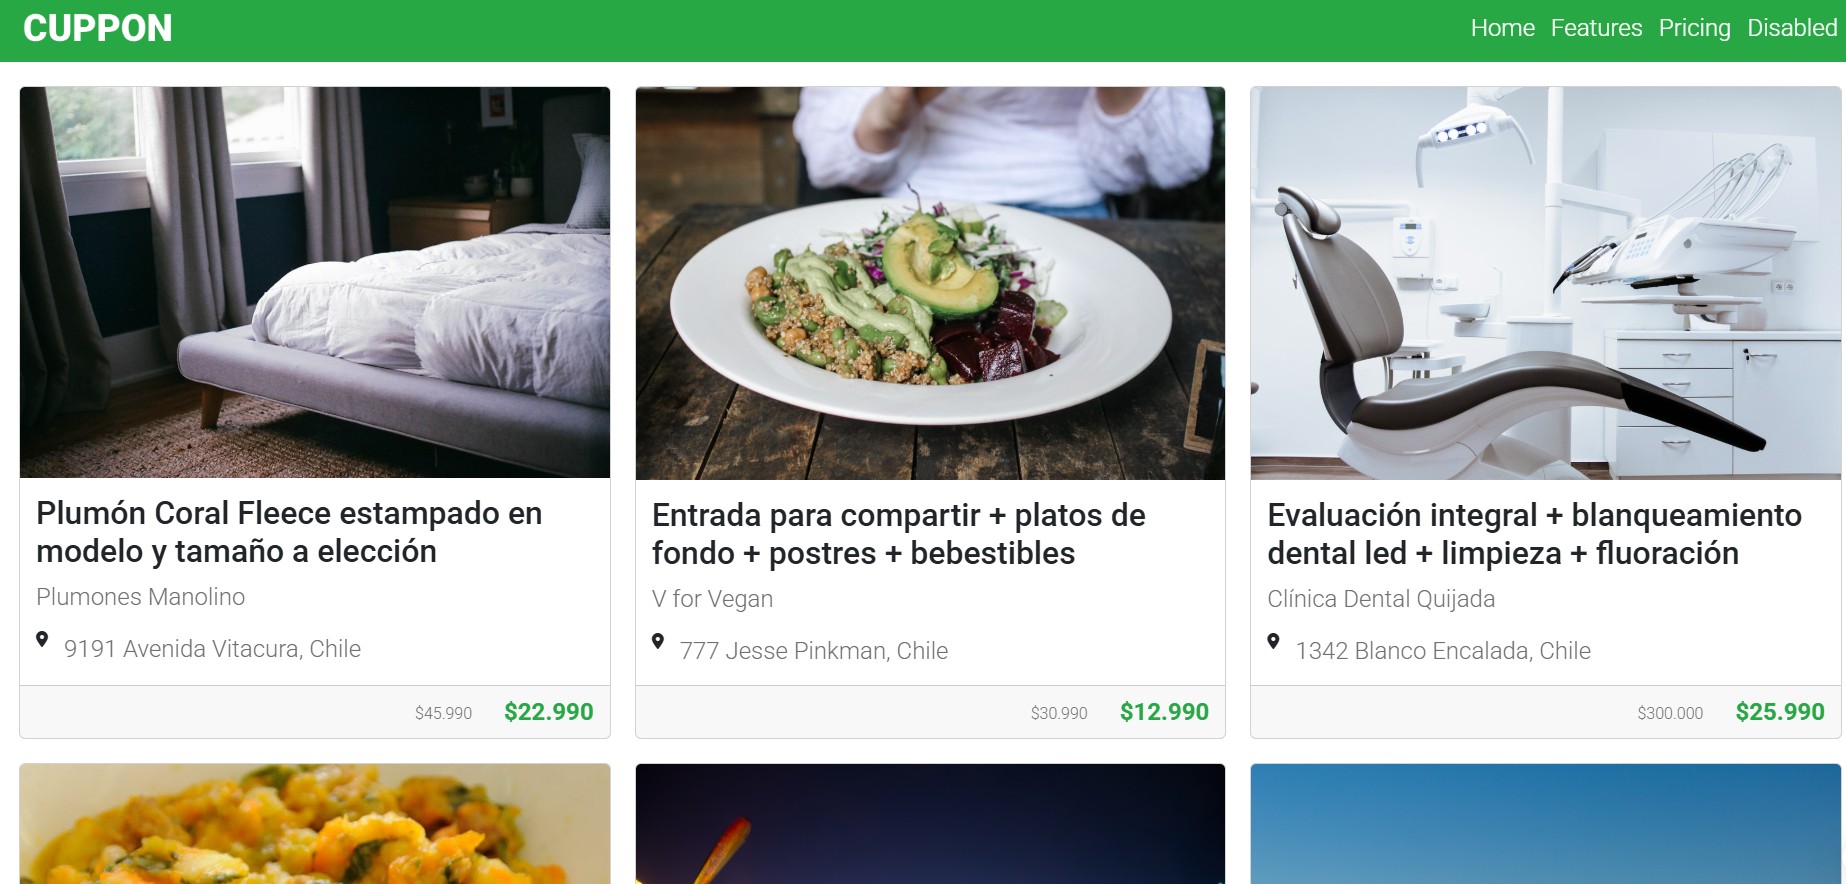 CUPPON
Home Features Pricing Disabled
Plumón Coral Fleece estampado en
modelo y tamaño a elección
Plumones Manolino
9191 Avenida Vitacura, Chile
$45.990 $22.990
Entrada para compartir + platos de
fondo + postres + bebestibles
V for Vegan
777 Jesse Pinkman, Chile
$30.990 $12.990
Evaluación integral + blanqueamiento
dental led + limpieza + fluoración
Clínica Dental Quijada
1342 Blanco Encalada, Chile
$300.000 $25.990